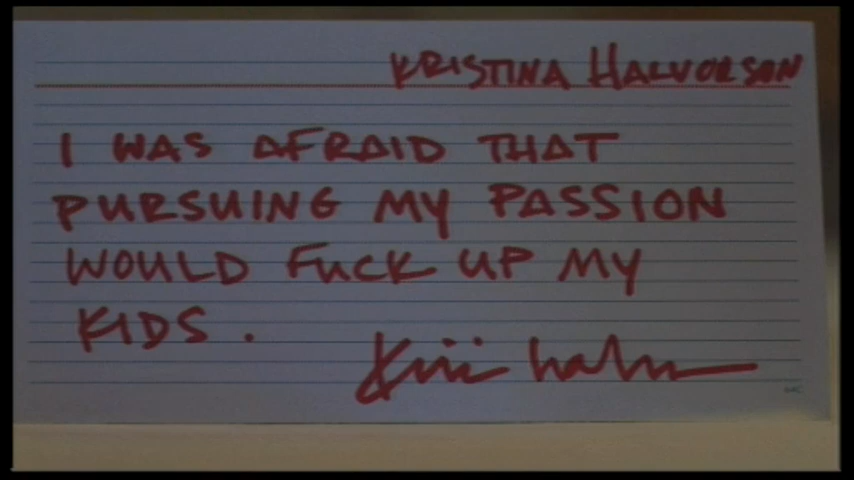 KRISTINA HALVORSON
I WAS AFRAID THAT
PURSUING MY PASSION
WOULD FUCK UP MY
KIDS.